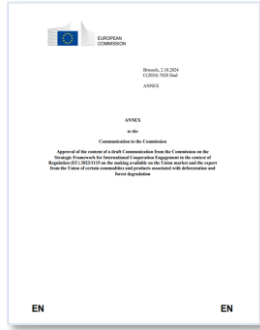 EUROPEAN
COMMISSION
Brussels, 2.10.2024
ANNEX
ANNEX
to the
Communication to the Commission
Approval of the content of a draft Communication from the Commission on the
Strategic Framework for International Cooperation Engagement in the context of
Regulation (EU) 2023/1115 on the making available on the Union market and the export
from the Union of certain commodities and products associated with deforestation and
forest degradation
EN
EN